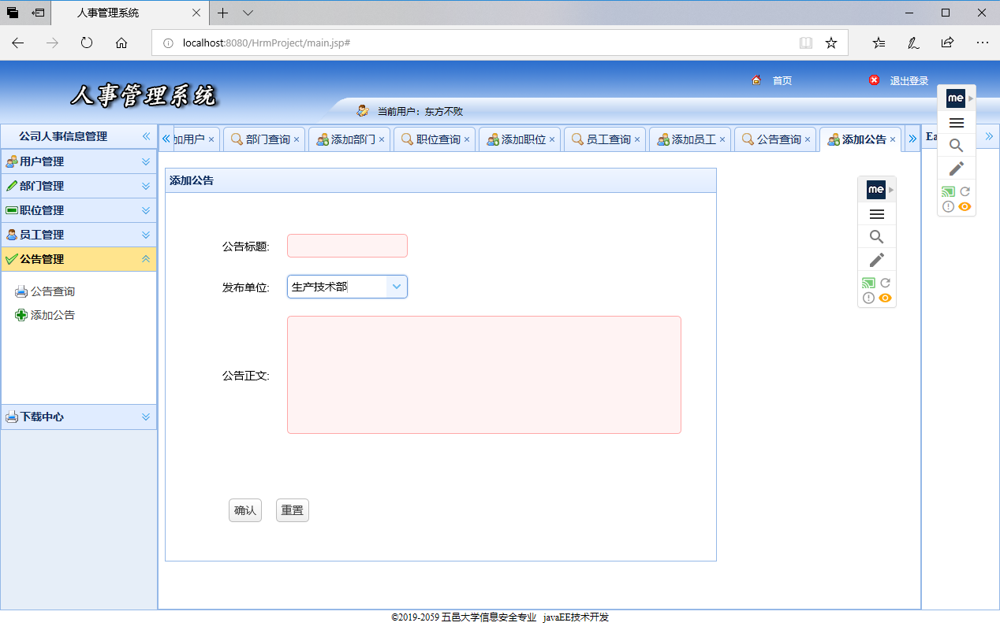 人事管理系统
localhost:8080/HrmProject/main.jsp#
人事管理系统
首页
退出登录
当前用户：东方不败
me
公司人事信息管理
用户管理
部门管理
职位管理
员工管理
公告管理
公告查询
添加公告
下载中心
加用户
部门查询
添加部门
职位查询
添加职位
员工查询
添加员工
公告查询
添加公告
Ea
添加公告
公告标题:
发布单位:
生产技术部
公告正文:
确认
重置
me
©2019-2059 五邑大学信息安全专业 javaEE技术开发